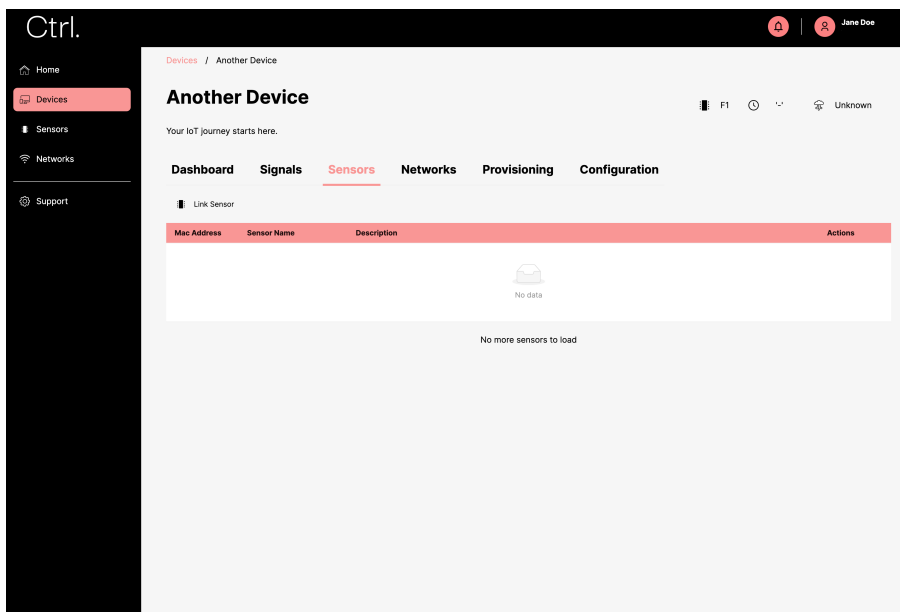 Ctrl.
Jane Doe
Home
Devices
Sensors
Networks
Support
Devices / Another Device
Another Device
F1 '-' Unknown
Your IoT journey starts here.
Dashboard Signals Sensors Networks Provisioning Configuration
Link Sensor
Mac Address Sensor Name Description Actions
No data
No more sensors to load